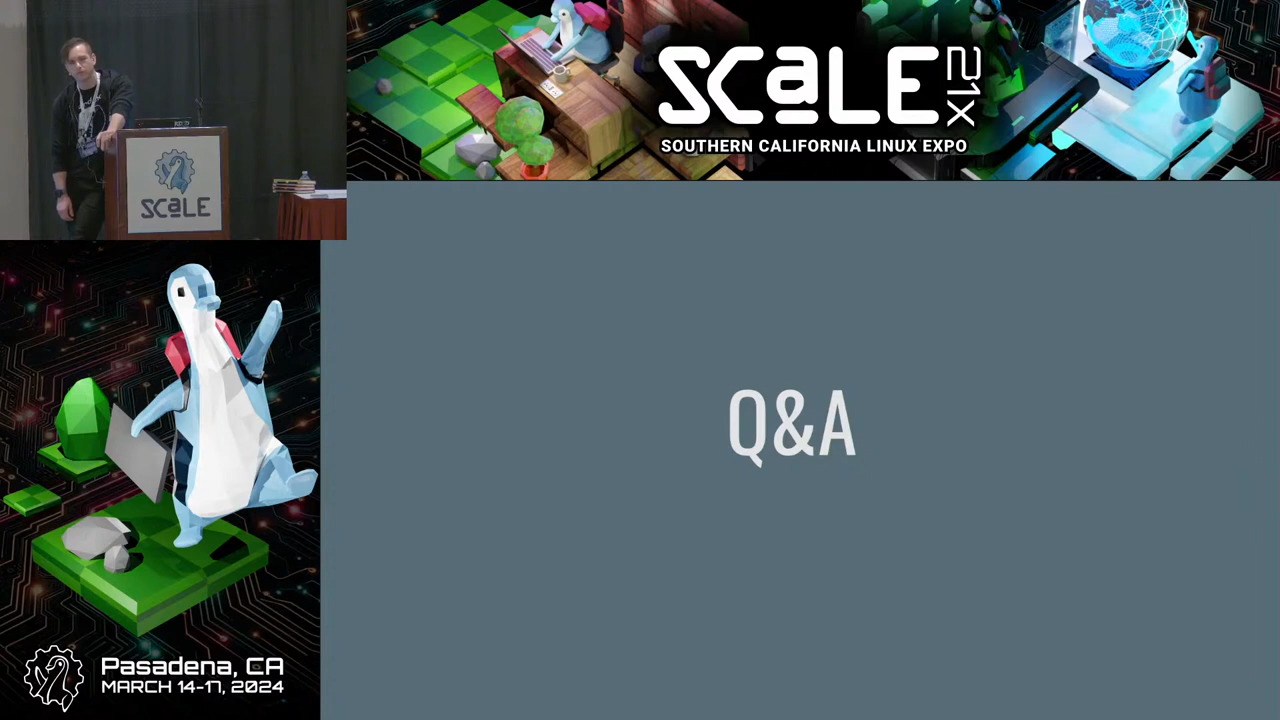 SCaLE
21X
SOUTHERN CALIFORNIA LINUX EXPO
SCaLE
Q&A
Pasadena, CA
MARCH 14-17, 2024